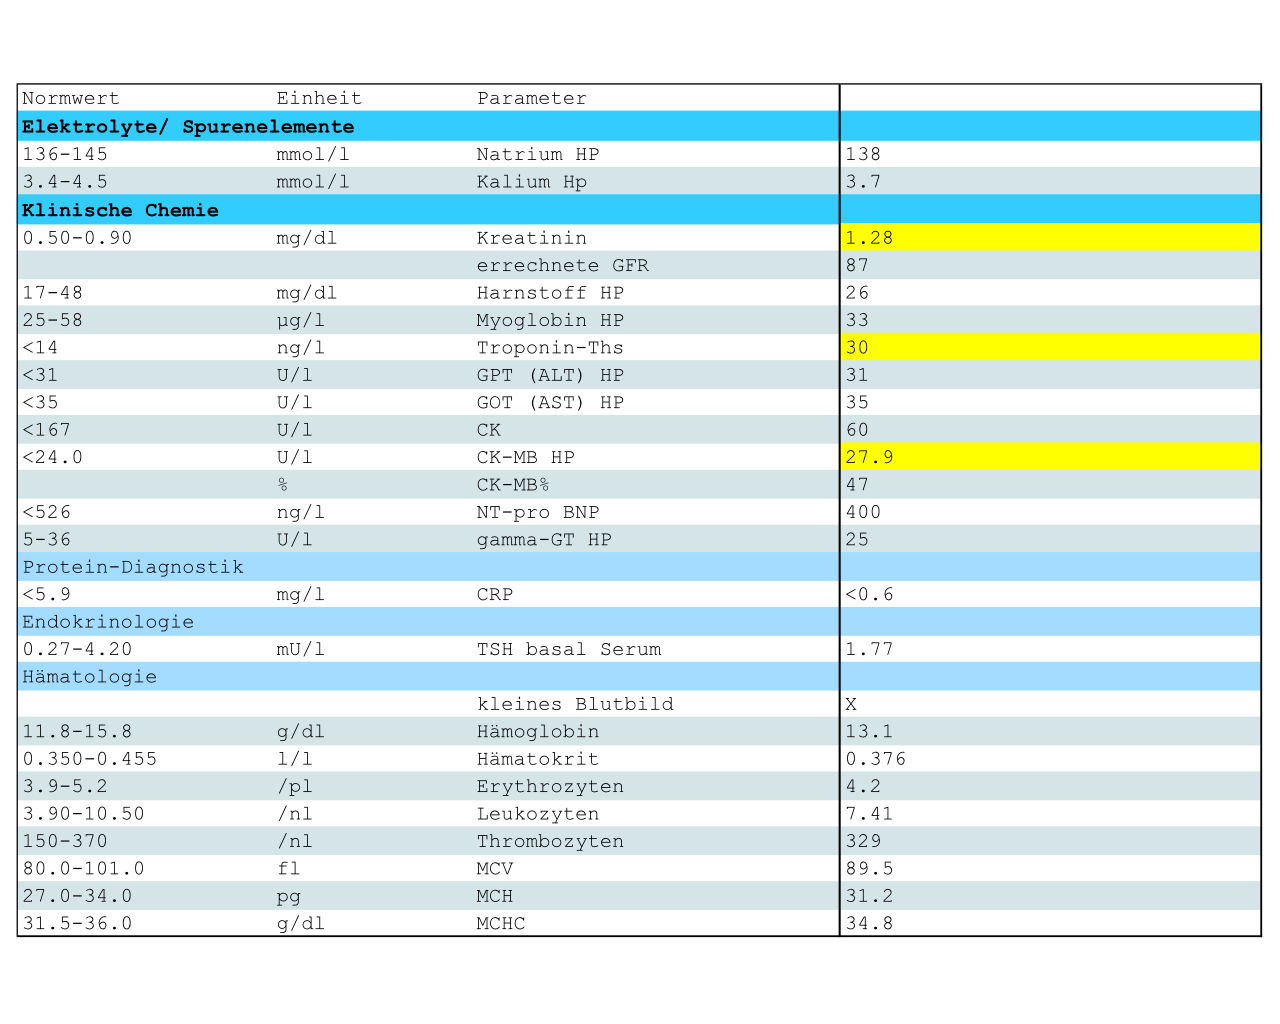 Normwert Einheit Parameter
Elektrolyte/ Spurenelemente
136-145 mmol/l Natrium HP 138
3.4-4.5 mmol/l Kalium Hp 3.7
Klinische Chemie
0.50-0.90 mg/dl Kreatinin 1.28
errechnete GFR 87
17-48 mg/dl Harnstoff HP 26
25-58 µg/l Myoglobin HP 33
<14 ng/l Troponin-Ths 30
<31 U/l GPT (ALT) HP 31
<35 U/l GOT (AST) HP 35
<167 U/l CK 60
<24.0 U/l CK-MB HP 27.9
% CK-MB% 47
<526 ng/l NT-pro BNP 400
5-36 U/l gamma-GT HP 25
Protein-Diagnostik
<5.9 mg/l CRP <0.6
Endokrinologie
0.27-4.20 mU/l TSH basal Serum 1.77
Hämatologie
kleines Blutbild X
11.8-15.8 g/dl Hämoglobin 13.1
0.350-0.455 l/l Hämatokrit 0.376
3.9-5.2 /pl Erythrozyten 4.2
3.90-10.50 /nl Leukozyten 7.41
150-370 /nl Thrombozyten 329
80.0-101.0 fl MCV 89.5
27.0-34.0 pg MCH 31.2
31.5-36.0 g/dl MCHC 34.8